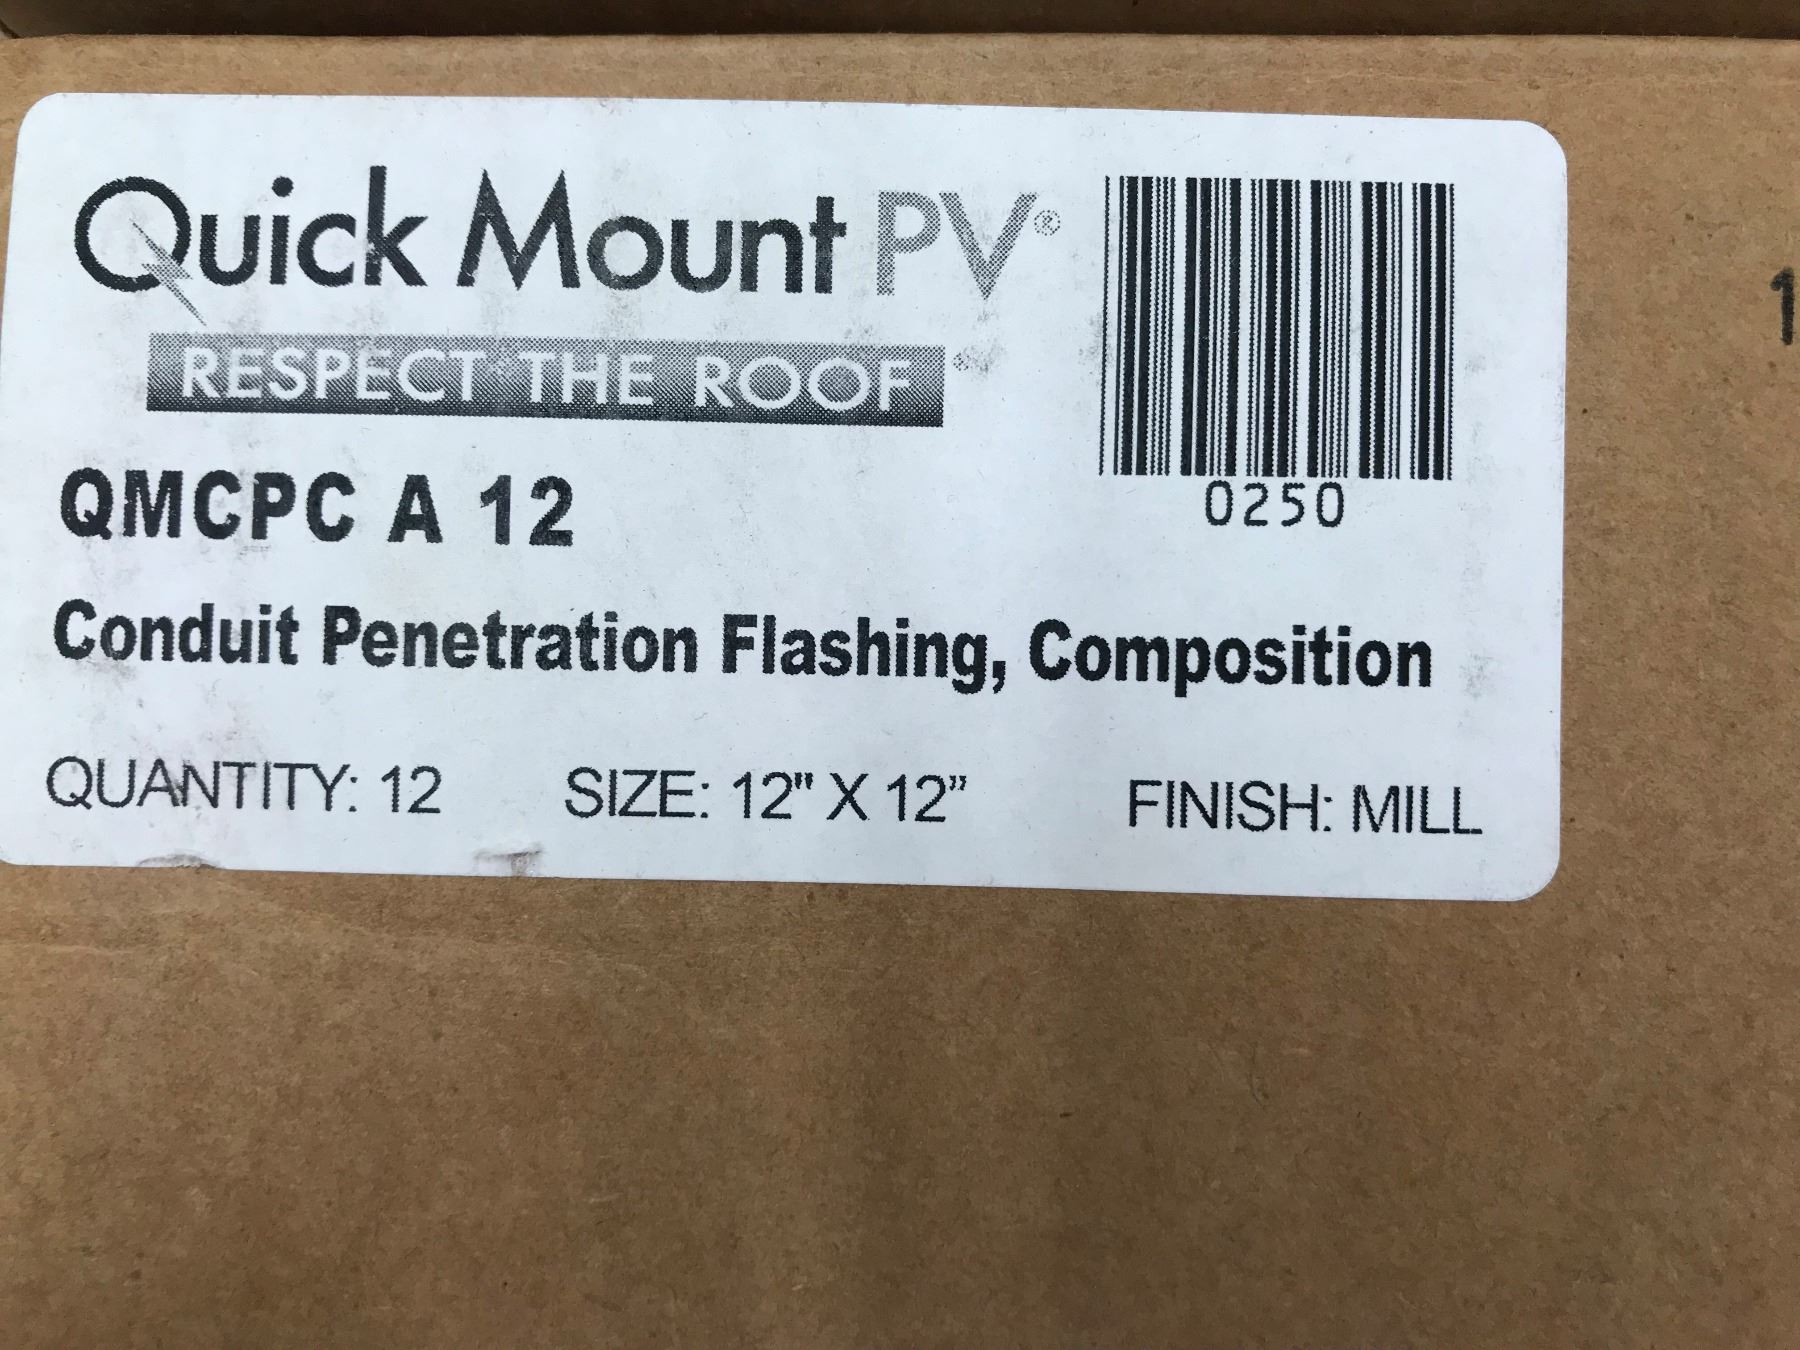 Quick Mount PV®
RESPECT THE ROOF®
0250
QMCPC A 12
Conduit Penetration Flashing, Composition
QUANTITY: 12 SIZE: 12" X 12” FINISH: MILL
1